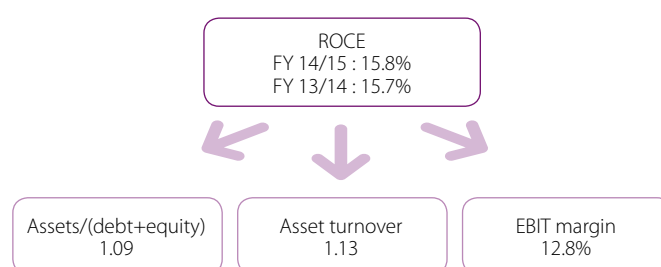 ROCE
FY 14/15 : 15.8%
FY 13/14 : 15.7%
Assets/(debt+equity)
1.09
Asset turnover
1.13
EBIT margin
12.8%